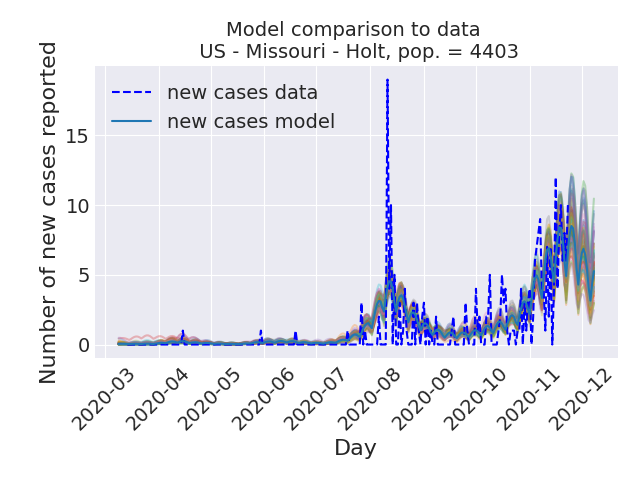 Model comparison to data
US - Missouri - Holt, pop. = 4403
new cases data
new cases model
Number of new cases reported
15
10
5
0
2020-03
2020-04
2020-05
2020-06
2020-07
2020-08
2020-09
2020-10
2020-11
2020-12
Day